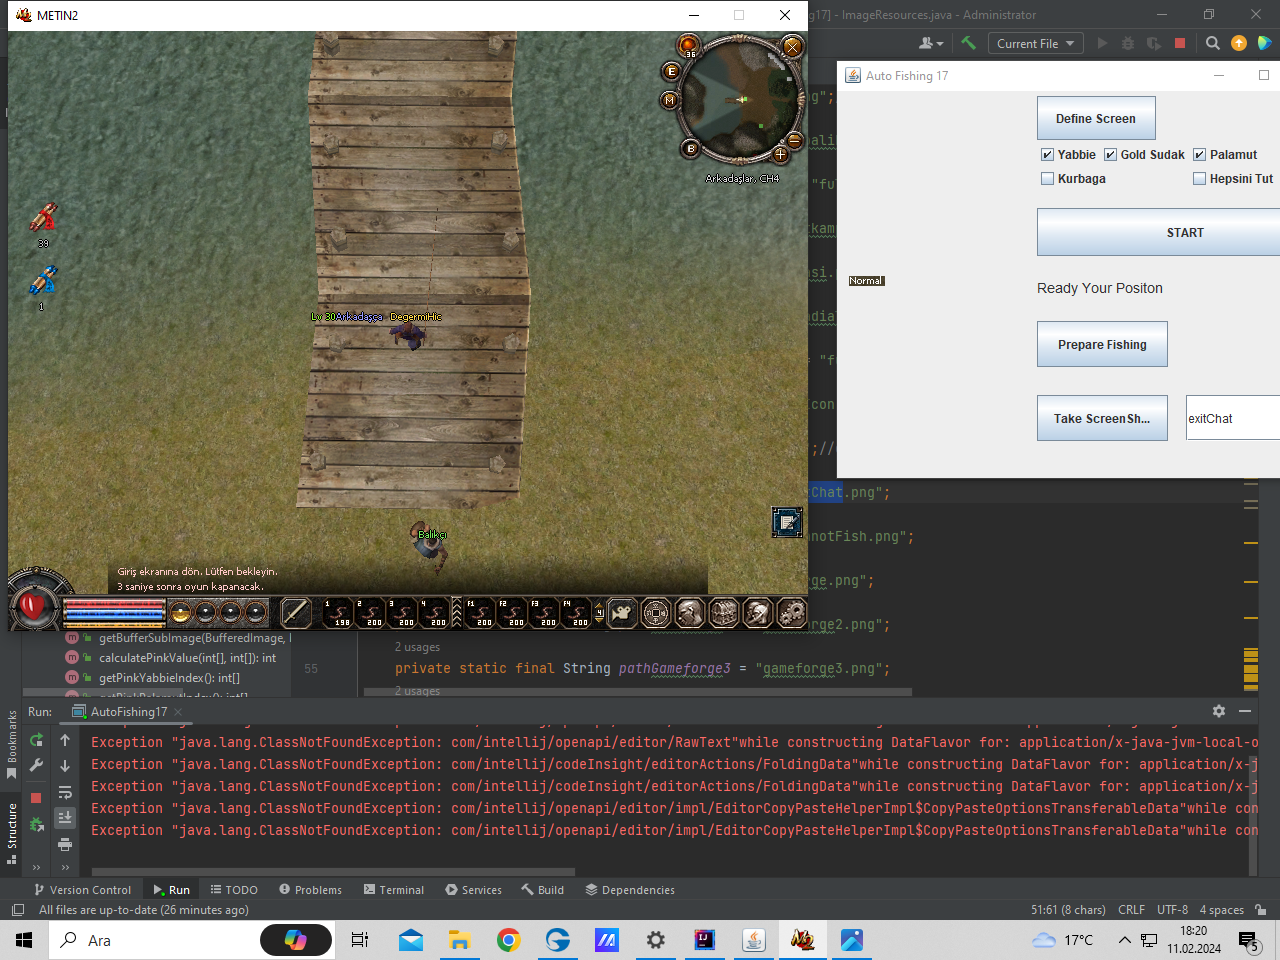 METIN2
g17] - ImageResources.java - Administrator
Current File
36
E
M
B
Arkadaşlar, CH4
39
1
Lv 30Arkadaşça DegermiHic
Balıkçı
Giriş ekranına dön. Lütfen bekleyin.
3 saniye sonra oyun kapanacak.
1 198 2 200 3 200 4 200 f1 200 f2 200 f3 200 f4 200 4
Auto Fishing 17
Define Screen
Yabbie Gold Sudak Palamut
Kurbaga Hepsini Tut
START
Normal
Ready Your Positon
Prepare Fishing
Take ScreenSh... exitChat
Chat.png";
notFish.png";
ge.png";
rge2.png";
getBufferSubImage(BufferedImage,
calculatePinkValue(int[], int[]): int
getPinkYabbieIndex(): int[]
getPinkPalamutIndex(): int[]
2 usages
55 private static final String pathGameforge3 = "gameforge3.png";
2 usages
Run: AutoFishing17
Exception "java.lang.ClassNotFoundException: com/intellij/openapi/editor/RawText"while constructing DataFlavor for: application/x-java-jvm-local-o
Exception "java.lang.ClassNotFoundException: com/intellij/codeInsight/editorActions/FoldingData"while constructing DataFlavor for: application/x-j
Exception "java.lang.ClassNotFoundException: com/intellij/codeInsight/editorActions/FoldingData"while constructing DataFlavor for: application/x-j
Exception "java.lang.ClassNotFoundException: com/intellij/openapi/editor/impl/EditorCopyPasteHelperImpl$CopyPasteOptionsTransferableData"while con
Exception "java.lang.ClassNotFoundException: com/intellij/openapi/editor/impl/EditorCopyPasteHelperImpl$CopyPasteOptionsTransferableData"while con
Bookmarks
Structure
Version Control Run TODO Problems Terminal Services Build Dependencies
All files are up-to-date (26 minutes ago) 51:61 (8 chars) CRLF UTF-8 4 spaces
Ara 17°C 18:20
11.02.2024 5